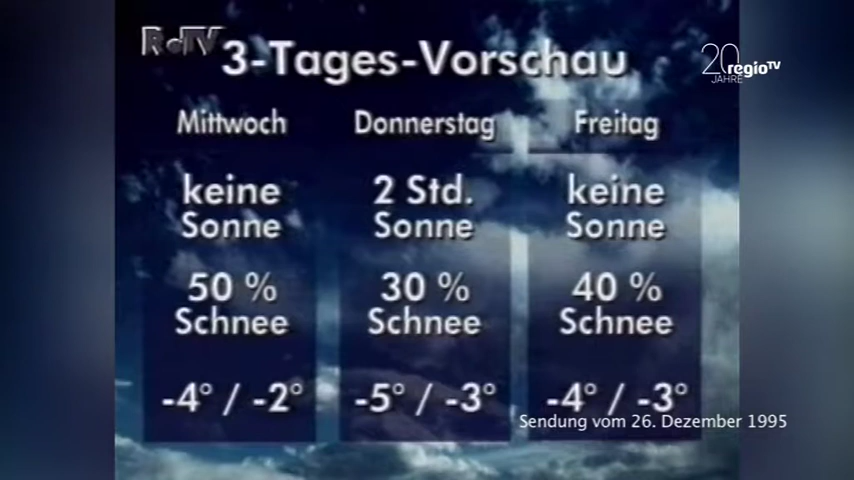 R.TV
3-Tages-Vorschau
20 JAHRE regioTV
Mittwoch Donnerstag Freitag
keine 2 Std. keine
Sonne Sonne Sonne
50 % 30 % 40 %
Schnee Schnee Schnee
-4° / -2° -5° / -3° -4° / -3°
Sendung vom 26. Dezember 1995